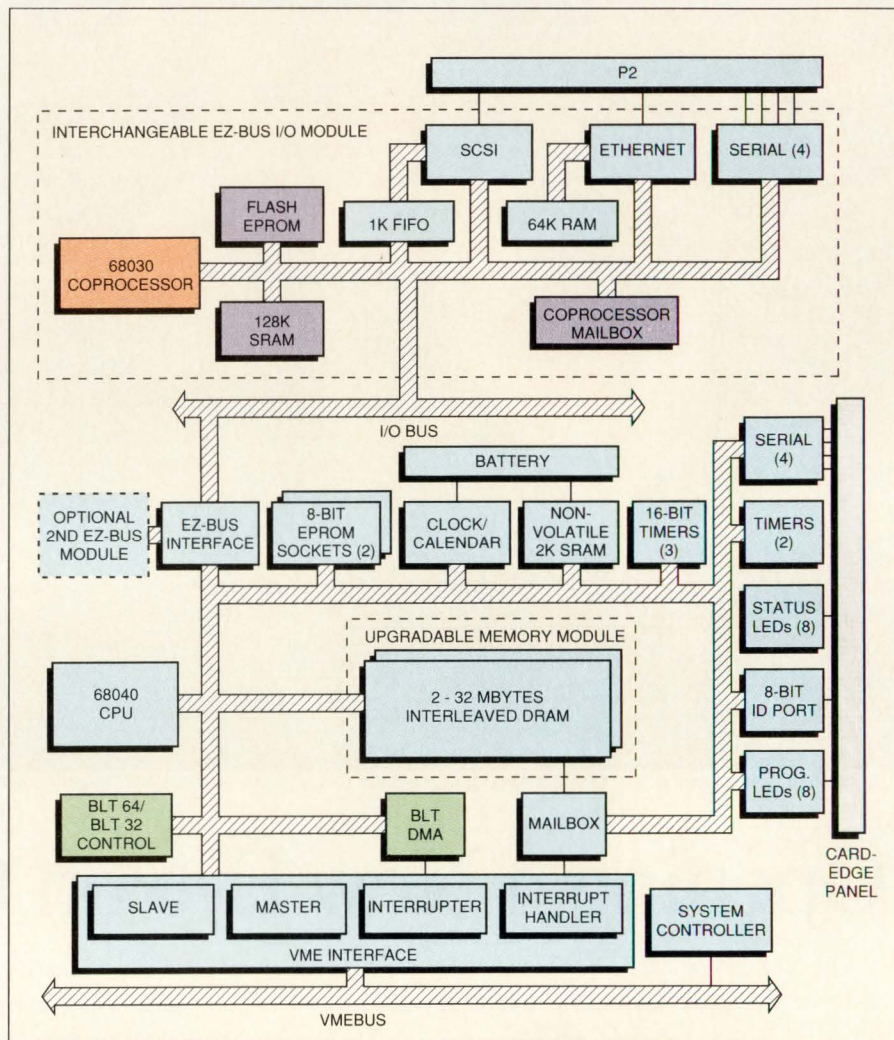 P2
INTERCHANGEABLE EZ-BUS I/O MODULE
SCSI
ETHERNET
SERIAL (4)
FLASH
EPROM
1K FIFO
64K RAM
68030
COPROCESSOR
128K
SRAM
COPROCESSOR
MAILBOX
I/O BUS
BATTERY
SERIAL
(4)
OPTIONAL
2ND EZ-BUS
MODULE
EZ-BUS
INTERFACE
8-BIT
EPROM
SOCKETS (2)
CLOCK/
CALENDAR
NON-
VOLATILE
2K SRAM
16-BIT
TIMERS
(3)
TIMERS
(2)
STATUS
LEDs (8)
UPGRADABLE MEMORY MODULE
68040
CPU
2 - 32 MBYTES
INTERLEAVED DRAM
8-BIT
ID PORT
PROG.
LEDs (8)
BLT 64/
BLT 32
CONTROL
BLT
DMA
MAILBOX
CARD-
EDGE
PANEL
SLAVE
MASTER
INTERRUPTER
INTERRUPT
HANDLER
SYSTEM
CONTROLLER
VME INTERFACE
VMEBUS